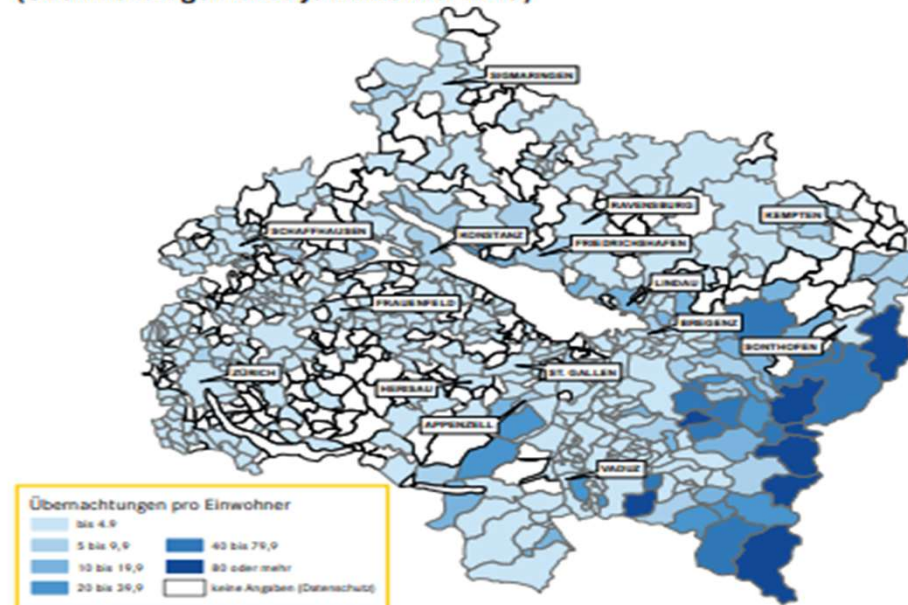 SIGMARINGEN
RAVENSBURG
KEMPTEN
SCHAFFHAUSEN
KONSTANZ
FRIEDRICHSHAFEN
LINDAU
FRAUENFELD
BREGENZ
SONTHOFEN
ZÜRICH
ST. GALLEN
HERISAU
APPENZELL
VADUZ
Übernachtungen pro Einwohner
bis 4,9
5 bis 9,9
10 bis 19,9
20 bis 39,9
40 bis 79,9
80 oder mehr
keine Angaben (Datenschutz)